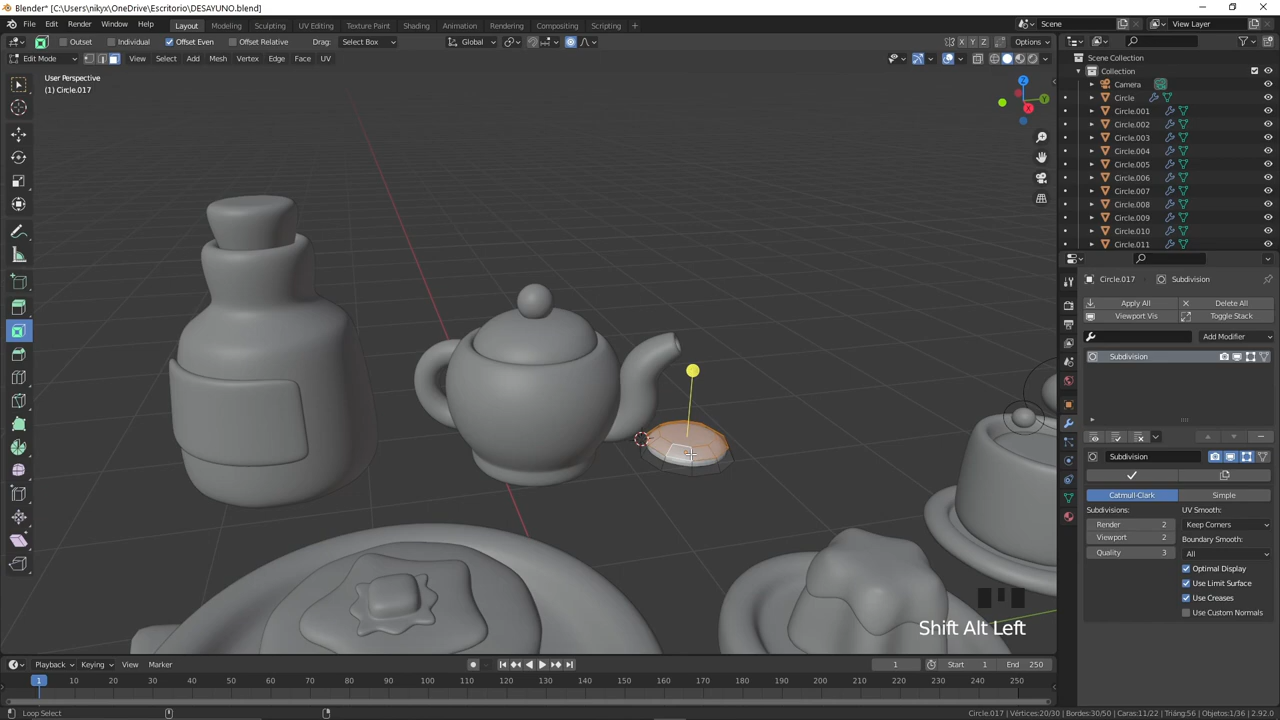 Blender* [C:\Users\nikyx\OneDrive\Escritorio\DESAYUNO.blend]
File Edit Render Window Help Layout Modeling Sculpting UV Editing Texture Paint Shading Animation Rendering Compositing Scripting + Scene View Layer
Outset Individual Offset Even Offset Relative Drag: Select Box Global X Y Z Options
Edit Mode View Select Add Mesh Vertex Edge Face UV
User Perspective
(1) Circle.017
Z
Y
X
Scene Collection
Collection
Camera
Circle
Circle.001
Circle.002
Circle.003
Circle.004
Circle.005
Circle.006
Circle.007
Circle.008
Circle.009
Circle.010
Circle.011
Circle.017 Subdivision
Apply All Delete All
Viewport Vis Toggle Stack
Add Modifier
Subdivision
Subdivision
Catmull-Clark Simple
Subdivisions: UV Smooth:
Render 2 Keep Corners
Viewport 2 Boundary Smooth:
Quality 3 All
Optimal Display
Use Limit Surface
Use Creases
Use Custom Normals
Shift Alt Left
Playback Keying View Marker 1 Start 1 End 250
1 10 20 30 40 50 60 70 80 90 100 110 120 130 140 150 160 170 180 190 200 210 220 230 240 250
Loop Select Circle.017 | Vértices:20/30 | Bordes:30/50 | Caras:11/22 | Triáng:56 | Objetos:1/36 | 2.92.0